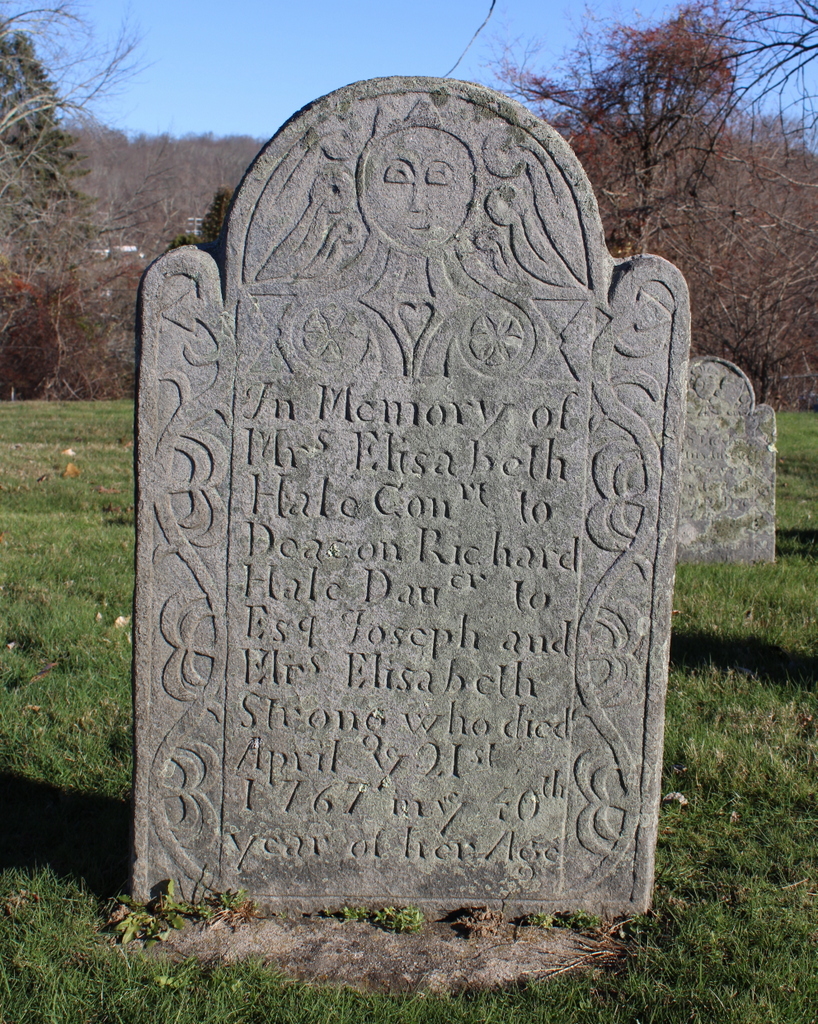 In Memory of
Mrs Elisabeth
Hale Conrt to
Deacon Richard
Hale Dauer to
Esq Joseph and
Mrs Elisabeth
Strong who died
April ye 21st
1767 in ye 40th
year of her Age